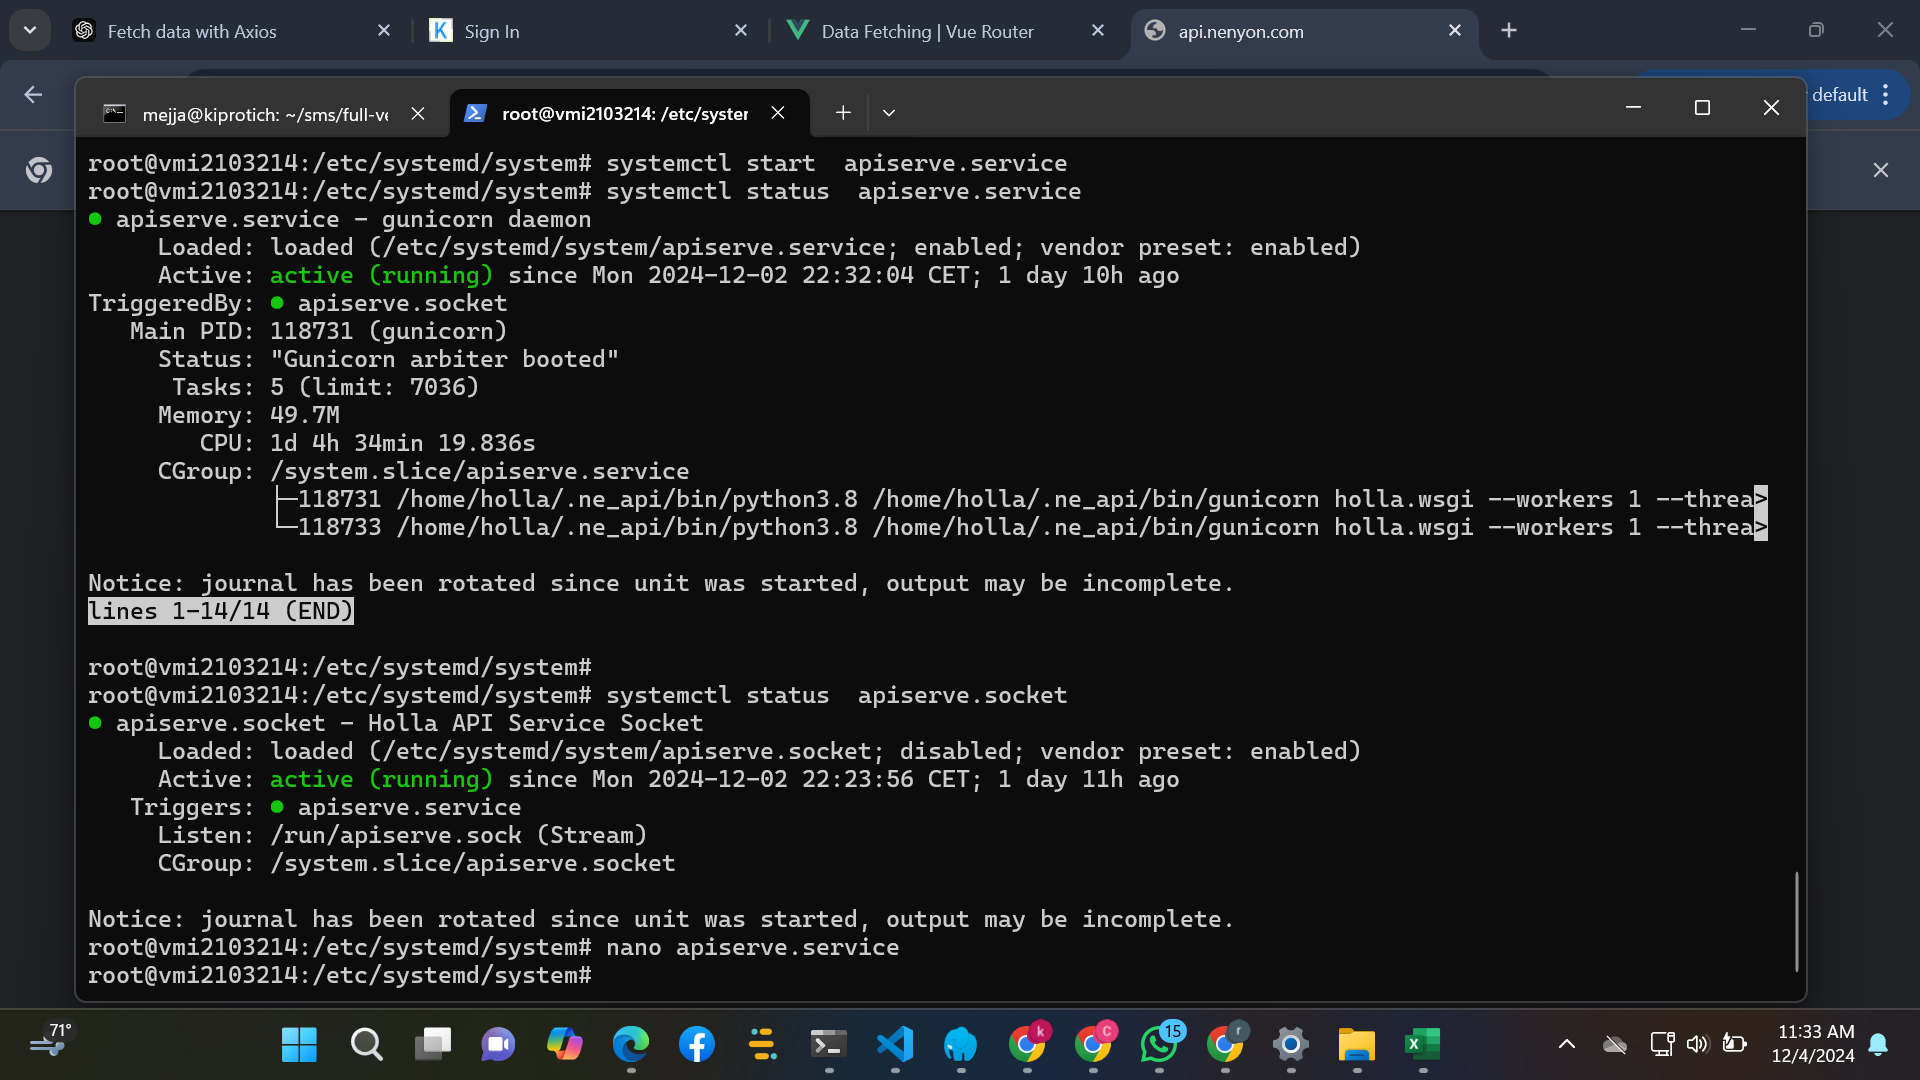 Fetch data with Axios
Sign In
Data Fetching | Vue Router
api.nenyon.com
default
mejja@kiprotich: ~/sms/full-ve
root@vmi2103214: /etc/syster
root@vmi2103214:/etc/systemd/system# systemctl start  apiserve.service
root@vmi2103214:/etc/systemd/system# systemctl status  apiserve.service
● apiserve.service - gunicorn daemon
Loaded: loaded (/etc/systemd/system/apiserve.service; enabled; vendor preset: enabled)
Active: active (running) since Mon 2024-12-02 22:32:04 CET; 1 day 10h ago
TriggeredBy: ● apiserve.socket
Main PID: 118731 (gunicorn)
Status: "Gunicorn arbiter booted"
Tasks: 5 (limit: 7036)
Memory: 49.7M
CPU: 1d 4h 34min 19.836s
CGroup: /system.slice/apiserve.service
├─118731 /home/holla/.ne_api/bin/python3.8 /home/holla/.ne_api/bin/gunicorn holla.wsgi --workers 1 --threa>
└─118733 /home/holla/.ne_api/bin/python3.8 /home/holla/.ne_api/bin/gunicorn holla.wsgi --workers 1 --threa>
Notice: journal has been rotated since unit was started, output may be incomplete.
lines 1-14/14 (END)
root@vmi2103214:/etc/systemd/system#
root@vmi2103214:/etc/systemd/system# systemctl status  apiserve.socket
● apiserve.socket - Holla API Service Socket
Loaded: loaded (/etc/systemd/system/apiserve.socket; disabled; vendor preset: enabled)
Active: active (running) since Mon 2024-12-02 22:23:56 CET; 1 day 11h ago
Triggers: ● apiserve.service
Listen: /run/apiserve.sock (Stream)
CGroup: /system.slice/apiserve.socket
Notice: journal has been rotated since unit was started, output may be incomplete.
root@vmi2103214:/etc/systemd/system# nano apiserve.service
root@vmi2103214:/etc/systemd/system#
71°
k
C
15
r
11:33 AM
12/4/2024